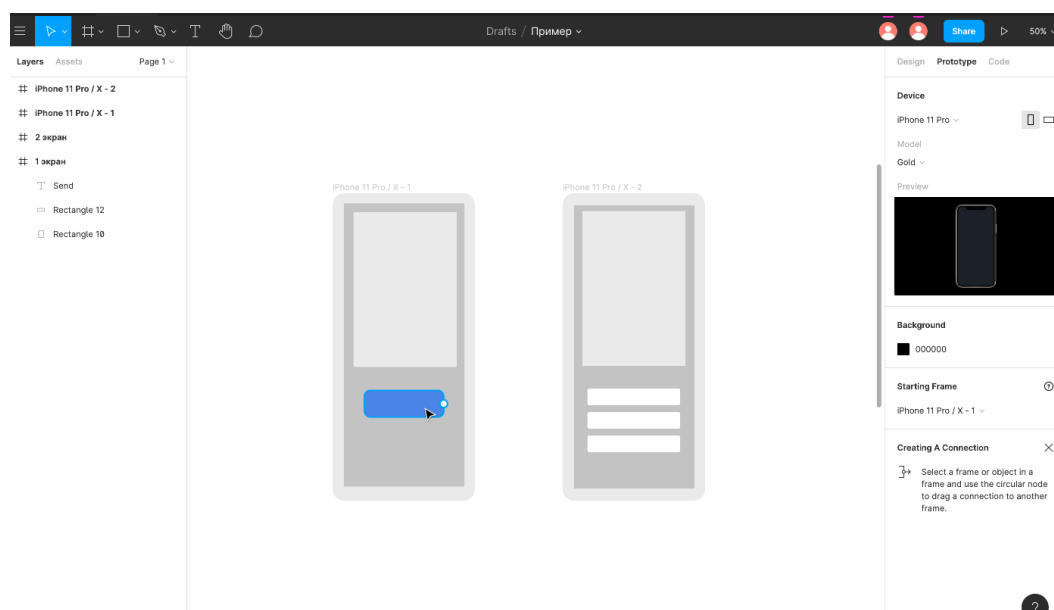 Drafts / Пример
Share
50%
Layers Assets Page 1
Design Prototype Code
iPhone 11 Pro / X - 2
iPhone 11 Pro / X - 1
2 экран
1 экран
Send
Rectangle 12
Rectangle 10
iPhone 11 Pro / X - 1
iPhone 11 Pro / X - 2
Device
iPhone 11 Pro
Model
Gold
Preview
Background
000000
Starting Frame
iPhone 11 Pro / X - 1
Creating A Connection
Select a frame or object in a
frame and use the circular node
to drag a connection to another
frame.
?